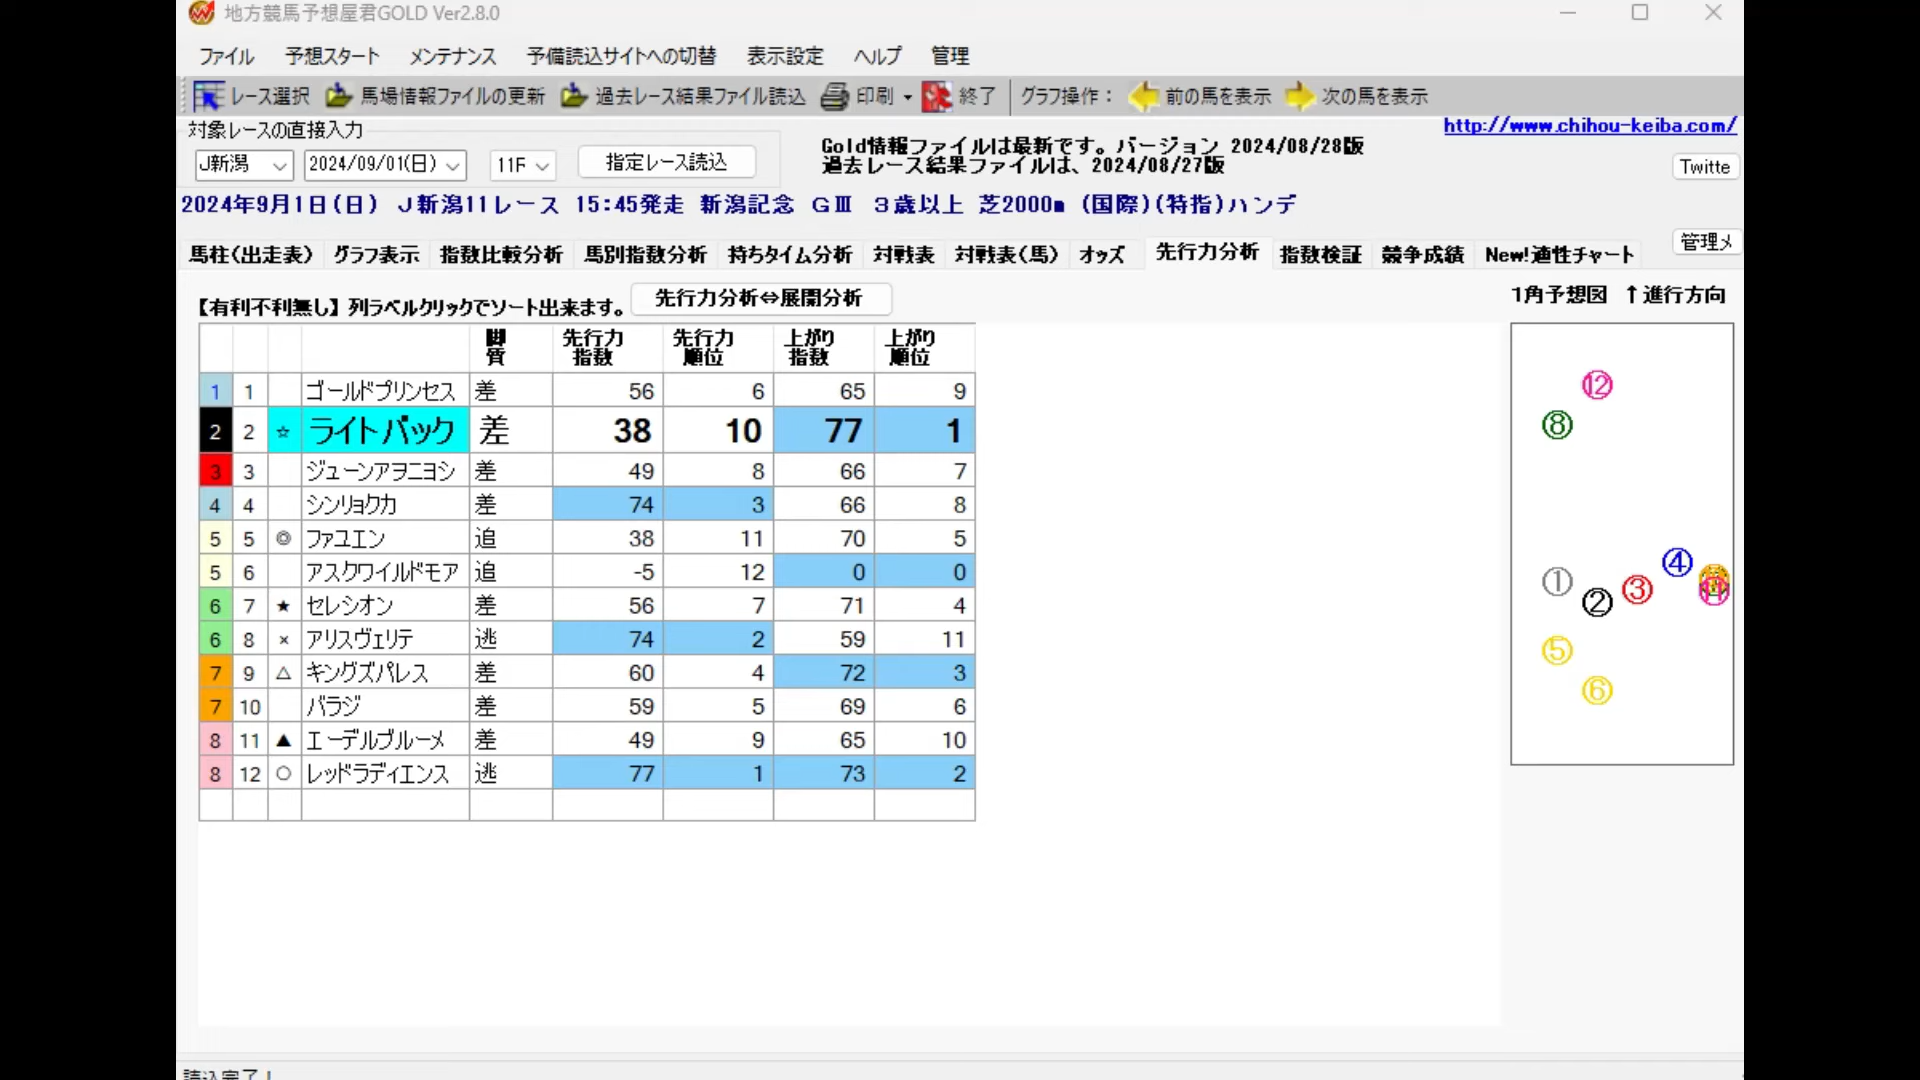 地方競馬予想屋君GOLD Ver2.8.0
ファイル 予想スタート メンテナンス 予備読込サイトへの切替 表示設定 ヘルプ 管理
レース選択 馬場情報ファイルの更新 過去レース結果ファイル読込 印刷 終了 グラフ操作： 前の馬を表示 次の馬を表示
対象レースの直接入力
J新潟 2024/09/01(日) 11R 指定レース読込
Gold情報ファイルは最新です。バージョン 2024/08/28版
過去レース結果ファイルは、2024/08/27版
http://www.chihou-keiba.com/
Twitte
2024年9月1日(日) J新潟11レース 15:45発走 新潟記念 GⅢ 3歳以上 芝2000m (国際)(特指)ハンデ
管理メ
馬柱(出走表) グラフ表示 指数比較分析 馬別指数分析 持ちタイム分析 対戦表 対戦表(馬) オッズ 先行力分析 指数検証 競争成績 New!適性チャート
【有利不利無し】列ラベルクリックでソート出来ます。 先行力分析⇔展開分析
1角予想図 ↑進行方向
脚質 先行力指数 先行力順位 上がり指数 上がり順位
1 1 ゴールドプリンセス 差 56 6 65 9
2 2 ☆ ライトバック 差 38 10 77 1
3 3 ジューンアヲニヨシ 差 49 8 66 7
4 4 シンリョクカ 差 74 3 66 8
5 5 ◎ ファユエン 追 38 11 70 5
5 6 アスクワイルドモア 追 -5 12 0 0
6 7 ★ セレシオン 差 56 7 71 4
6 8 × アリスヴェリテ 逃 74 2 59 11
7 9 △ キングズパレス 差 60 4 72 3
7 10 バラジ 差 59 5 69 6
8 11 ▲ エーデルブルーメ 差 49 9 65 10
8 12 ○ レッドラディエンス 逃 77 1 73 2
⑫
⑧
④
① ② ③ ⑪
⑤
⑥
読込完了！